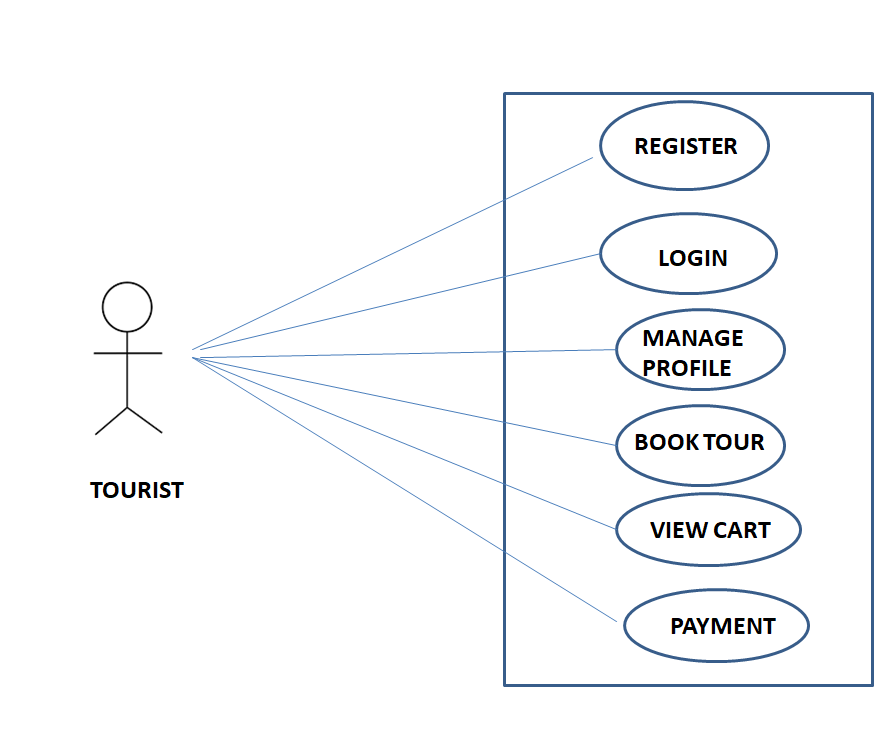 REGISTER
LOGIN
MANAGE
PROFILE
BOOK TOUR
VIEW CART
PAYMENT
TOURIST